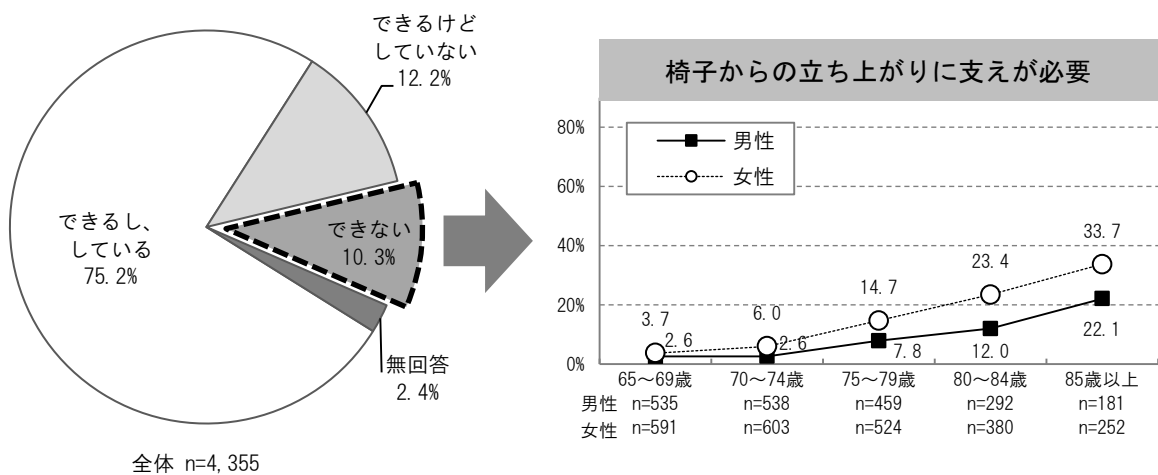 できるけど
していない
12.2%
できるし、
している
75.2%
できない
10.3%
無回答
2.4%
全体 n=4,355
椅子からの立ち上がりに支えが必要
80%
60%
40%
20%
0%
男性
女性
3.7
6.0
14.7
23.4
33.7
2.6
2.6
7.8
12.0
22.1
65～69歳 70～74歳 75～79歳 80～84歳 85歳以上
男性 n=535 n=538 n=459 n=292 n=181
女性 n=591 n=603 n=524 n=380 n=252